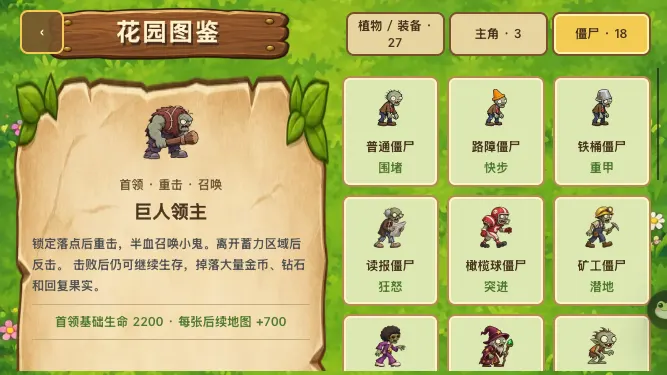 ‹
花园图鉴
植物 / 装备 ·
27
主角 · 3
僵尸 · 18
首领 · 重击 · 召唤
巨人领主
锁定落点后重击，半血召唤小鬼。离开蓄力区域后
反击。 击败后仍可继续生存，掉落大量金币、钻石
和回复果实。
首领基础生命 2200 · 每张后续地图 +700
普通僵尸
围堵
路障僵尸
快步
铁桶僵尸
重甲
读报僵尸
狂怒
橄榄球僵尸
突进
矿工僵尸
潜地